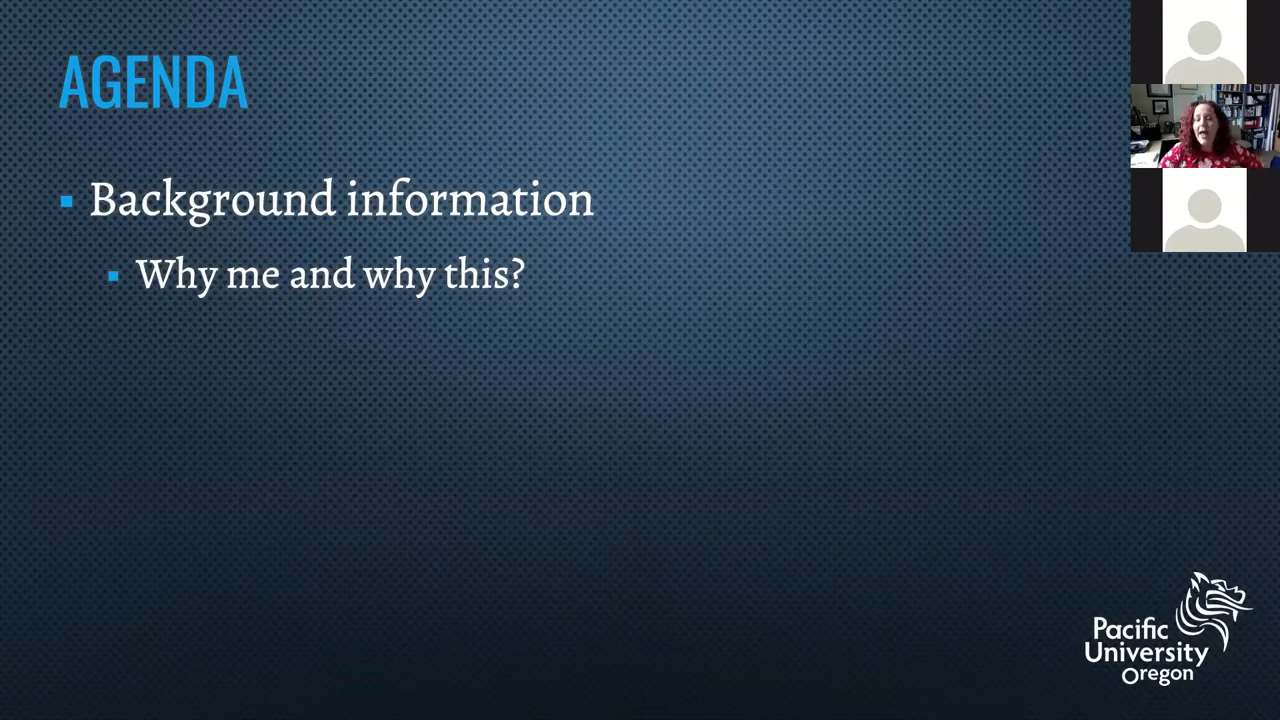 AGENDA
Background information
Why me and why this?
Pacific
University
Oregon